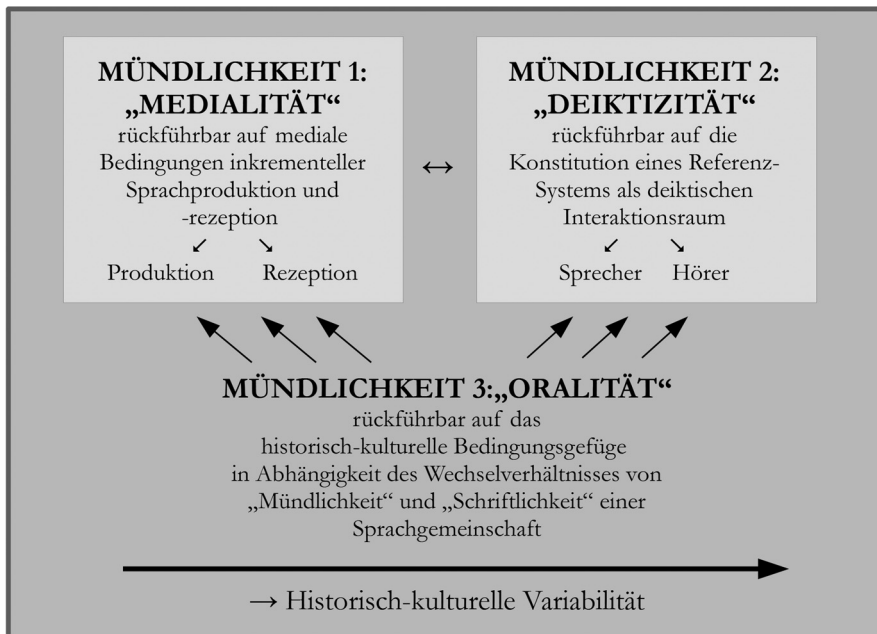 MÜNDLICHKEIT 1:
„MEDIALITÄT“
rückführbar auf mediale
Bedingungen inkrementeller
Sprachproduktion und
-rezeption
↙ ↘
Produktion Rezeption
↔
MÜNDLICHKEIT 2:
„DEIKTIZITÄT“
rückführbar auf die
Konstitution eines Referenz-
Systems als deiktischen
Interaktionsraum
↙ ↘
Sprecher Hörer
MÜNDLICHKEIT 3:„ORALITÄT“
rückführbar auf das
historisch-kulturelle Bedingungsgefüge
in Abhängigkeit des Wechselverhältnisses von
„Mündlichkeit“ und „Schriftlichkeit“ einer
Sprachgemeinschaft
→ Historisch-kulturelle Variabilität